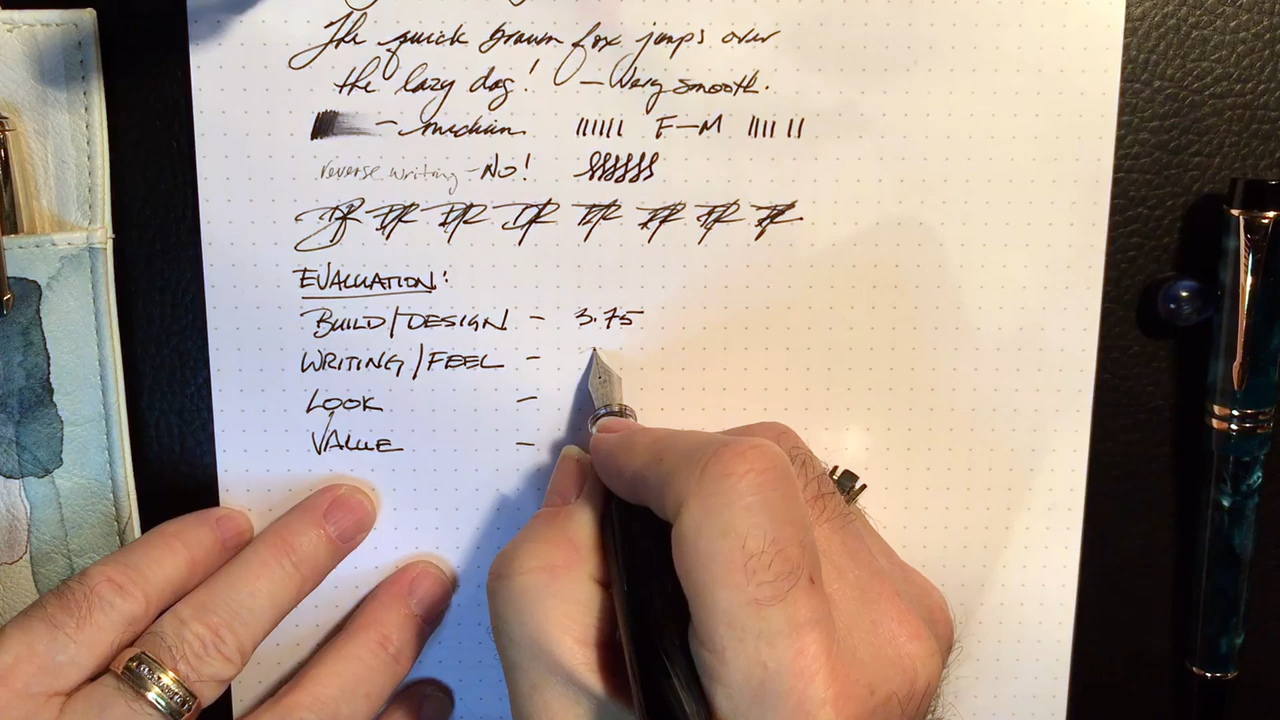 The quick brown fox jumps over
the lazy dog! - Very smooth.
- medium F-M
reverse writing - No!
EVALUATION:
BUILD/DESIGN - 3.75
WRITING/FEEL -
LOOK -
VALUE -